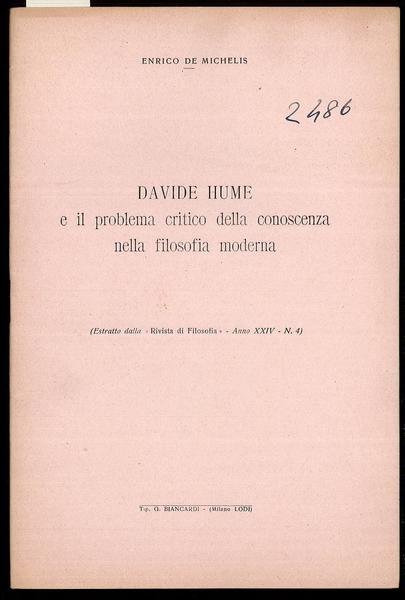 ENRICO DE MICHELIS
2486
DAVIDE HUME
e il problema critico della conoscenza
nella filosofia moderna
(Estratto dalla «Rivista di Filosofia» - Anno XXIV - N. 4)
Tip. G. BIANCARDI - (Milano LODI)